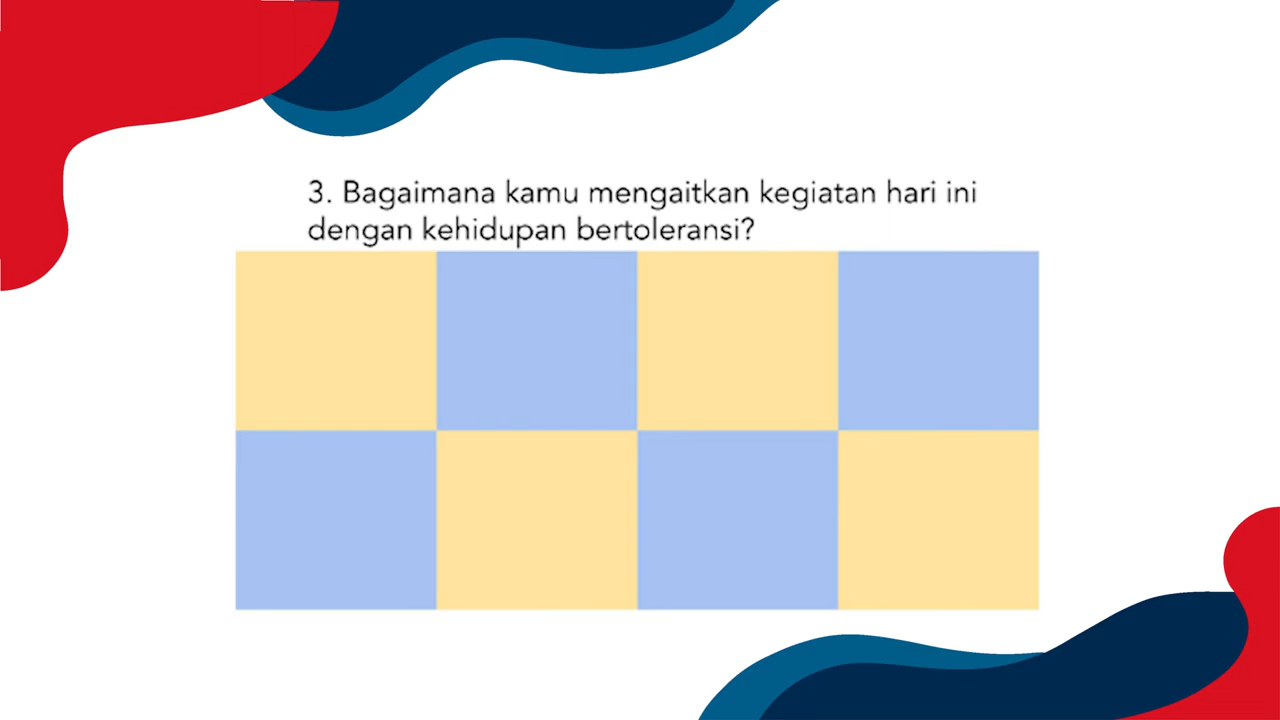 3. Bagaimana kamu mengaitkan kegiatan hari ini
dengan kehidupan bertoleransi?